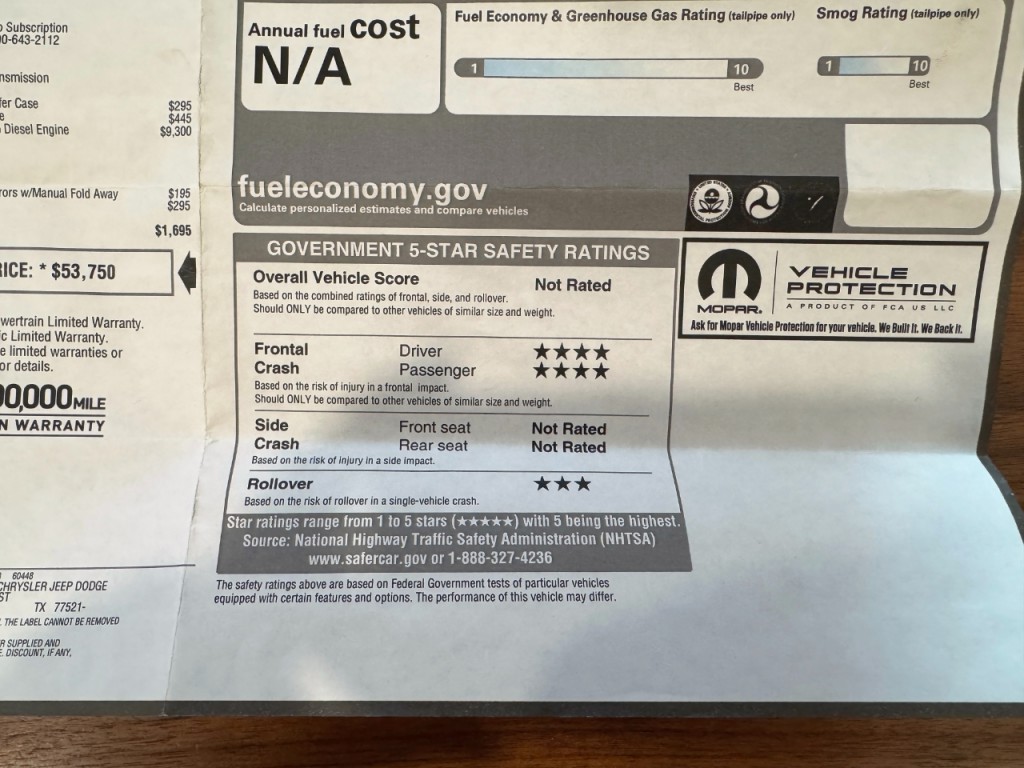 Subscription
0-643-2112
nsmission
fer Case $295
e $445
Diesel Engine $9,300
rors w/Manual Fold Away $195
$295
$1,695
RICE: * $53,750
wertrain Limited Warranty.
c Limited Warranty.
e limited warranties or
or details.
00,000 MILE
N WARRANTY
60448
CHRYSLER JEEP DODGE
ST
TX 77521-
THE LABEL CANNOT BE REMOVED
R SUPPLIED AND
E. DISCOUNT, IF ANY,
Annual fuel cost
N/A
Fuel Economy & Greenhouse Gas Rating (tailpipe only)
1 10
Best
Smog Rating (tailpipe only)
1 10
Best
fueleconomy.gov
Calculate personalized estimates and compare vehicles
GOVERNMENT 5-STAR SAFETY RATINGS
Overall Vehicle Score Not Rated
Based on the combined ratings of frontal, side, and rollover.
Should ONLY be compared to other vehicles of similar size and weight.
Frontal Driver ★★★★
Crash Passenger ★★★★
Based on the risk of injury in a frontal impact.
Should ONLY be compared to other vehicles of similar size and weight.
Side Front seat Not Rated
Crash Rear seat Not Rated
Based on the risk of injury in a side impact.
Rollover ★★★
Based on the risk of rollover in a single-vehicle crash.
Star ratings range from 1 to 5 stars (★★★★★) with 5 being the highest.
Source: National Highway Traffic Safety Administration (NHTSA)
www.safercar.gov or 1-888-327-4236
The safety ratings above are based on Federal Government tests of particular vehicles
equipped with certain features and options. The performance of this vehicle may differ.
MOPAR.
VEHICLE
PROTECTION
A PRODUCT OF FCA US LLC
Ask for Mopar Vehicle Protection for your vehicle. We Built It. We Back It.